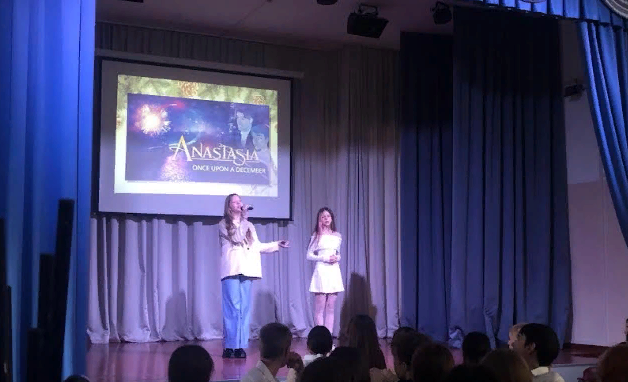 ANASTASIA
ONCE UPON A DECEMBER